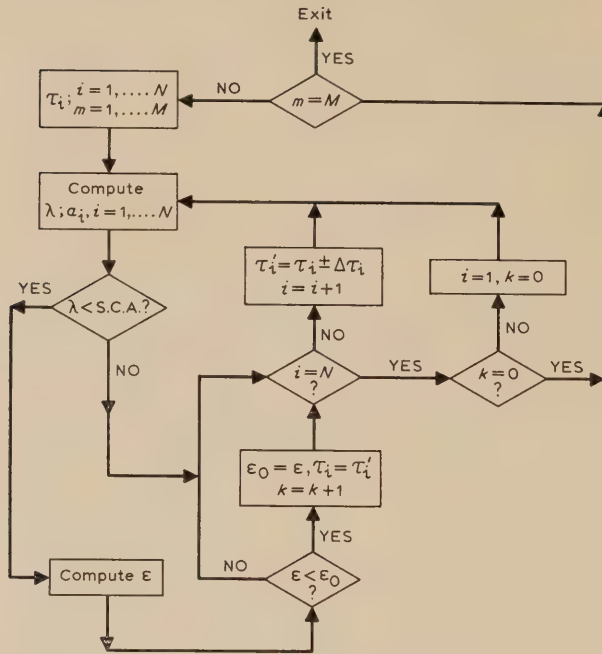 Exit
YES
NO
m = M
τi; i = 1, .... N
m = 1, .... M
Compute
λ; ai, i = 1, .... N
τi′ = τi ± Δτi
i = i+1
i=1, k=0
YES
λ < S.C.A.?
NO
NO
NO
i = N
?
YES
k = 0
?
YES
ε0 = ε, τi = τi′
k = k+1
YES
Compute ε
NO
ε < ε0
?